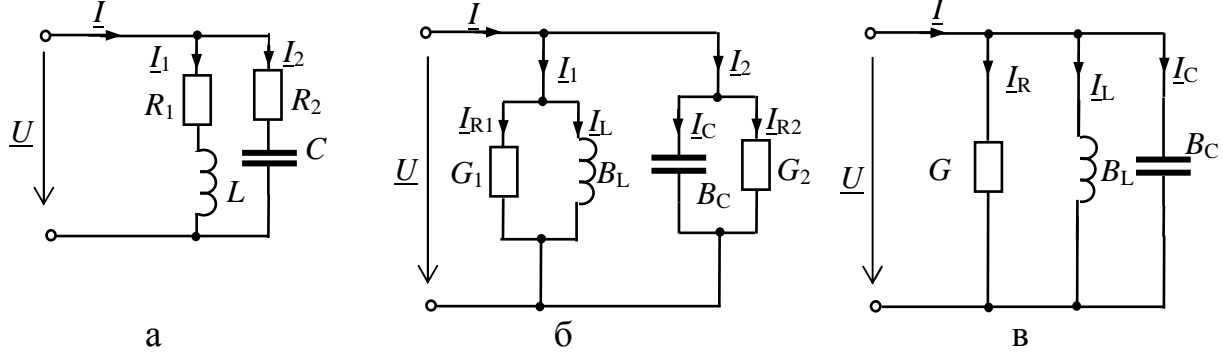 I
I1
I2
R1
R2
U
C
L
а
I
I1
I2
IR1
IL
IC
IR2
U
G1
BL
BC
G2
б
I
IR
IL
IC
U
G
BL
BC
в